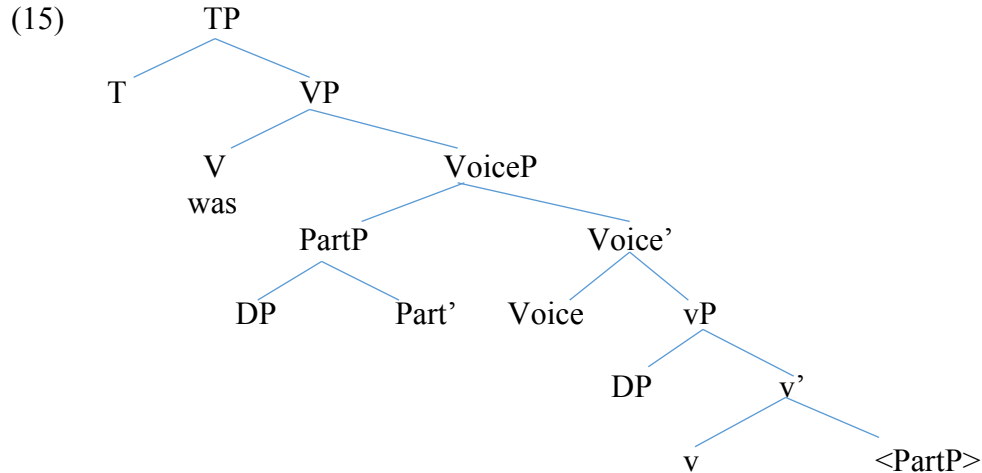 (15) TP
T VP
V VoiceP
was
PartP Voice’
DP Part’ Voice vP
DP v’
v <PartP>